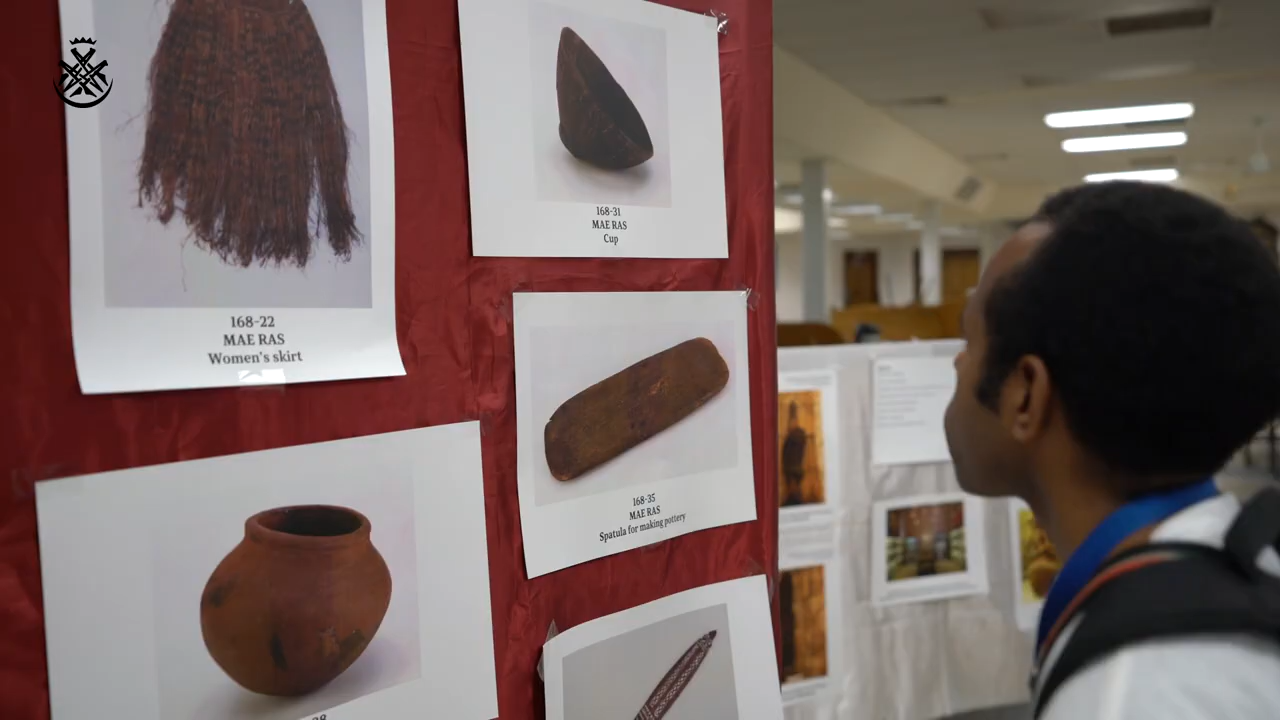 168-31
MAE RAS
Cup
168-22
MAE RAS
Women's skirt
168-35
MAE RAS
Spatula for making pottery